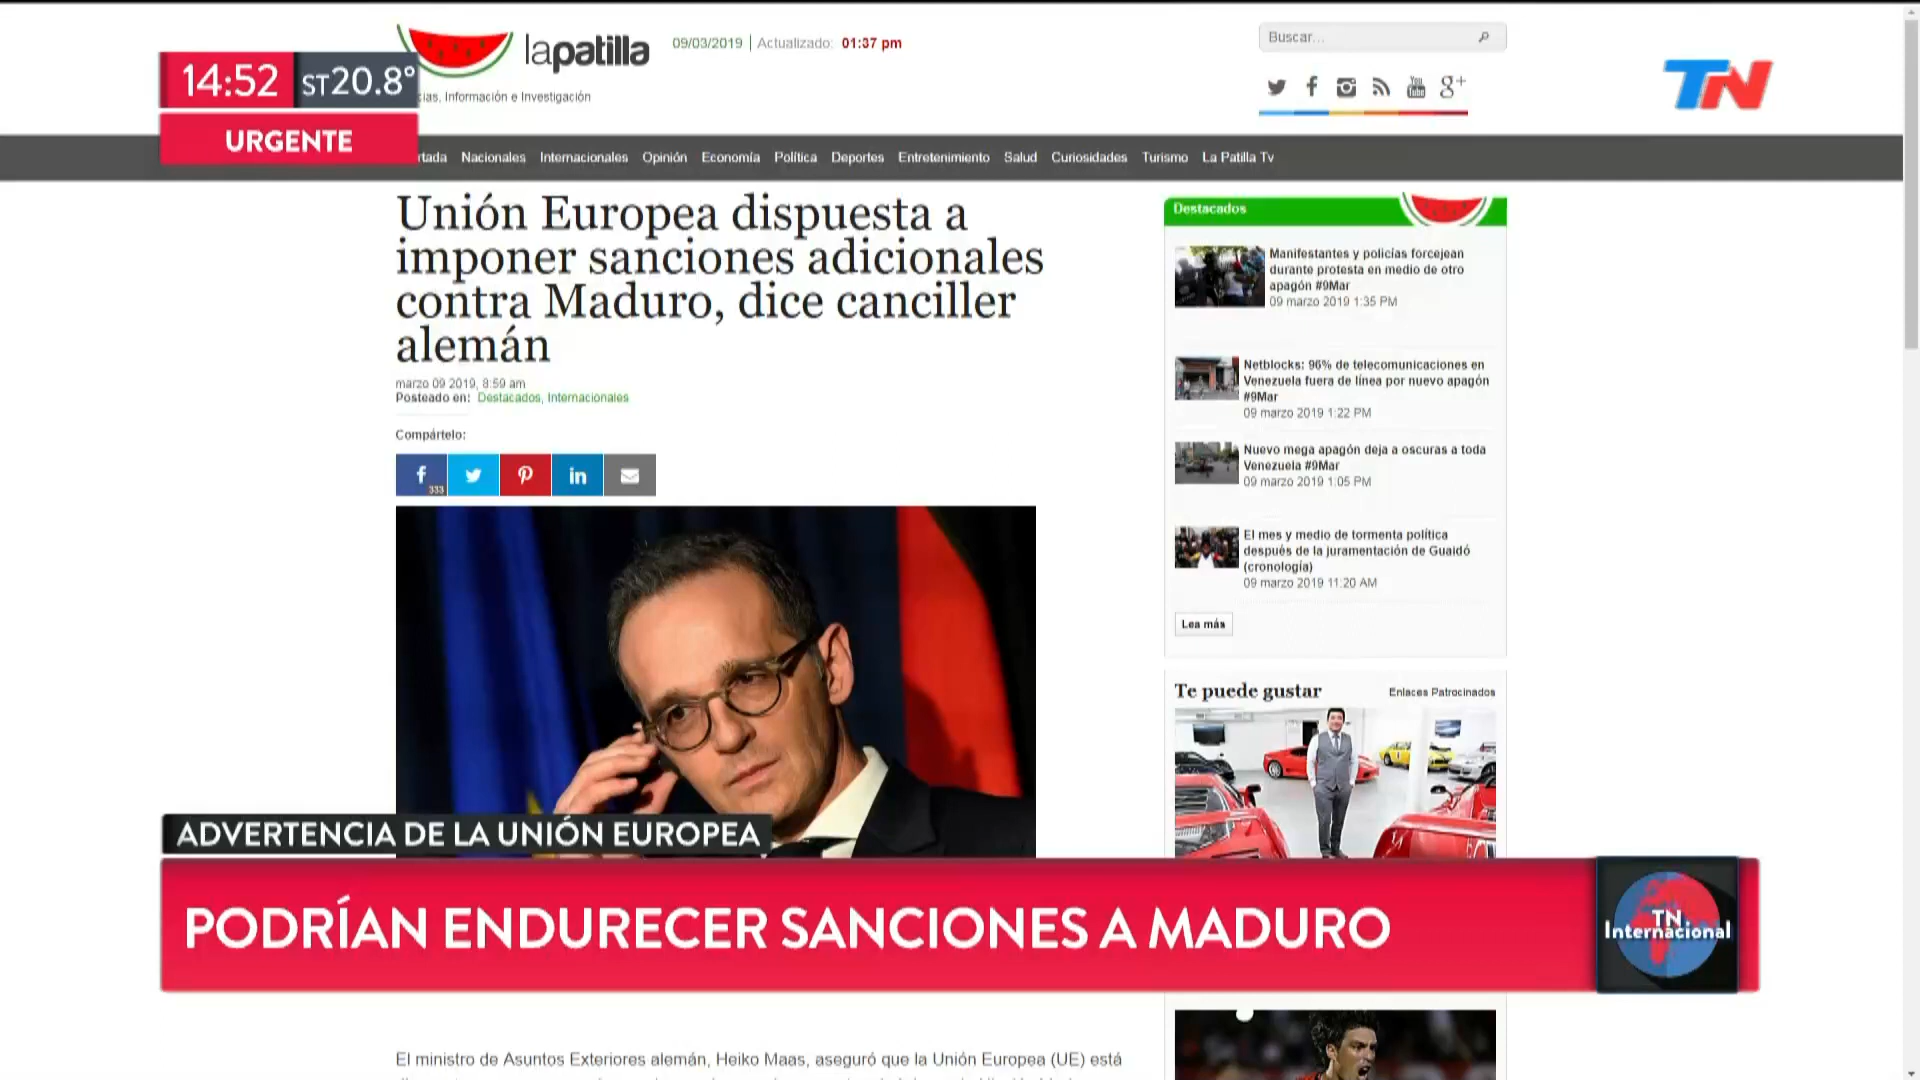 lapatilla
09/03/2019 | Actualizado: 01:37 pm
Buscar...
14:52 ST20.8°
cias, Información e Investigación
You Tube
g+
TN
URGENTE
rtada Nacionales Internacionales Opinión Economía Política Deportes Entretenimiento Salud Curiosidades Turismo La Patilla Tv
Unión Europea dispuesta a
imponer sanciones adicionales
contra Maduro, dice canciller
alemán
marzo 09 2019, 8:59 am
Posteado en: Destacados, Internacionales
Compártelo:
333
Destacados
Manifestantes y policías forcejean
durante protesta en medio de otro
apagón #9Mar
09 marzo 2019 1:35 PM
Netblocks: 96% de telecomunicaciones en
Venezuela fuera de línea por nuevo apagón
#9Mar
09 marzo 2019 1:22 PM
Nuevo mega apagón deja a oscuras a toda
Venezuela #9Mar
09 marzo 2019 1:05 PM
El mes y medio de tormenta política
después de la juramentación de Guaidó
(cronología)
09 marzo 2019 11:20 AM
Lea más
Te puede gustar
Enlaces Patrocinados
ADVERTENCIA DE LA UNIÓN EUROPEA
PODRÍAN ENDURECER SANCIONES A MADURO
TN
Internacional
El ministro de Asuntos Exteriores alemán, Heiko Maas, aseguró que la Unión Europea (UE) está